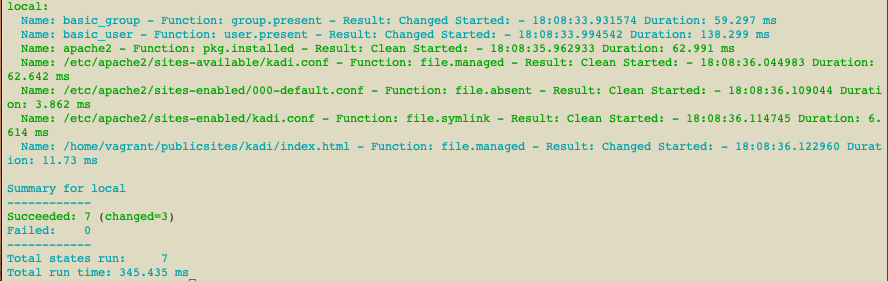 local:
  Name: basic_group - Function: group.present - Result: Changed Started: - 18:08:33.931574 Duration: 59.297 ms
  Name: basic_user - Function: user.present - Result: Changed Started: - 18:08:33.994542 Duration: 138.299 ms
  Name: apache2 - Function: pkg.installed - Result: Clean Started: - 18:08:35.962933 Duration: 62.991 ms
  Name: /etc/apache2/sites-available/kadi.conf - Function: file.managed - Result: Clean Started: - 18:08:36.044983 Duration:
62.642 ms
  Name: /etc/apache2/sites-enabled/000-default.conf - Function: file.absent - Result: Clean Started: - 18:08:36.109044 Durati
on: 3.862 ms
  Name: /etc/apache2/sites-enabled/kadi.conf - Function: file.symlink - Result: Clean Started: - 18:08:36.114745 Duration: 6.
614 ms
  Name: /home/vagrant/publicsites/kadi/index.html - Function: file.managed - Result: Changed Started: - 18:08:36.122960 Durat
ion: 11.73 ms

Summary for local
------------
Succeeded: 7 (changed=3)
Failed:    0
------------
Total states run:     7
Total run time: 345.435 ms